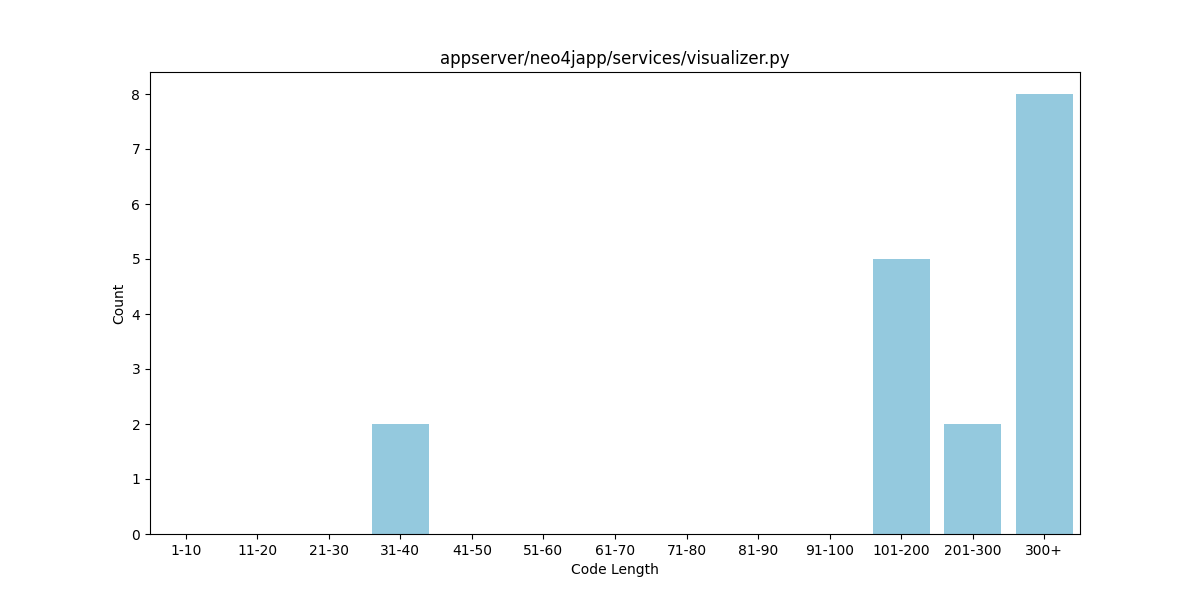 appserver/neo4japp/services/visualizer.py
8
7
6
5
4
3
2
1
0
Count
1-10 11-20 21-30 31-40 41-50 51-60 61-70 71-80 81-90 91-100 101-200 201-300 300+
Code Length